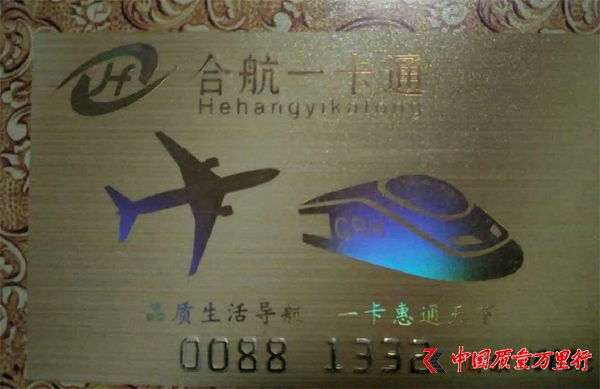 Hf 合航一卡通
Hehangyikatong
CRH
品质生活导航 一卡惠通天下
0088 1332
中国质量万里行